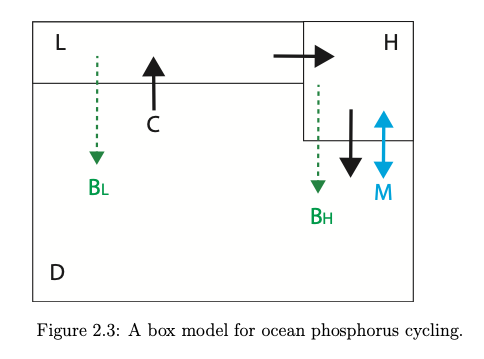 L
H
C
BL
M
BH
D
Figure 2.3: A box model for ocean phosphorus cycling.